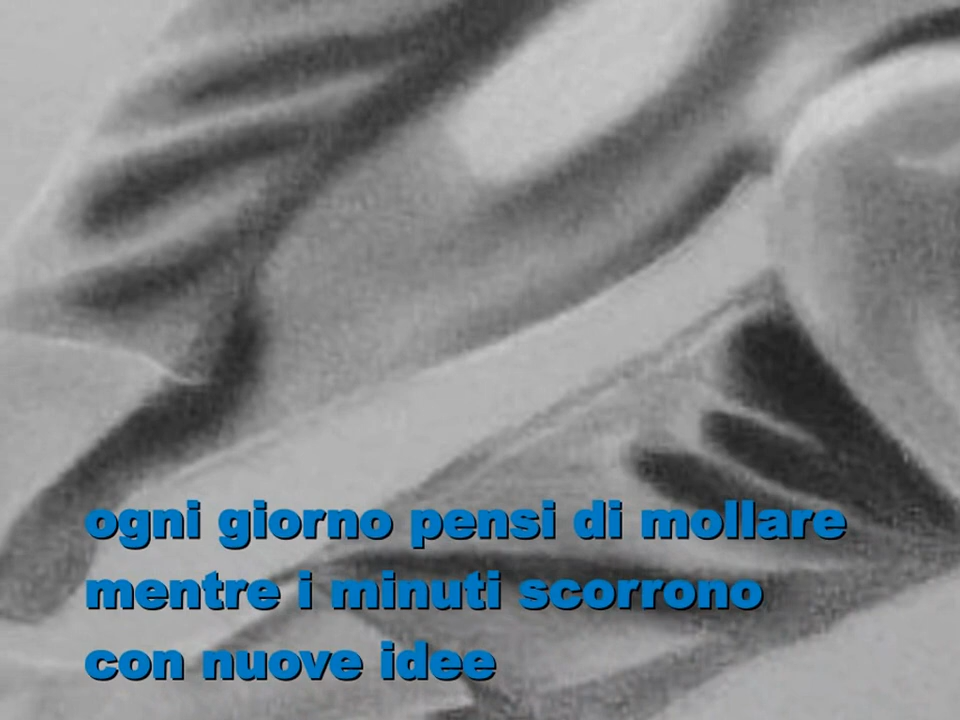 ogni giorno pensi di mollare
mentre i minuti scorrono
con nuove idee